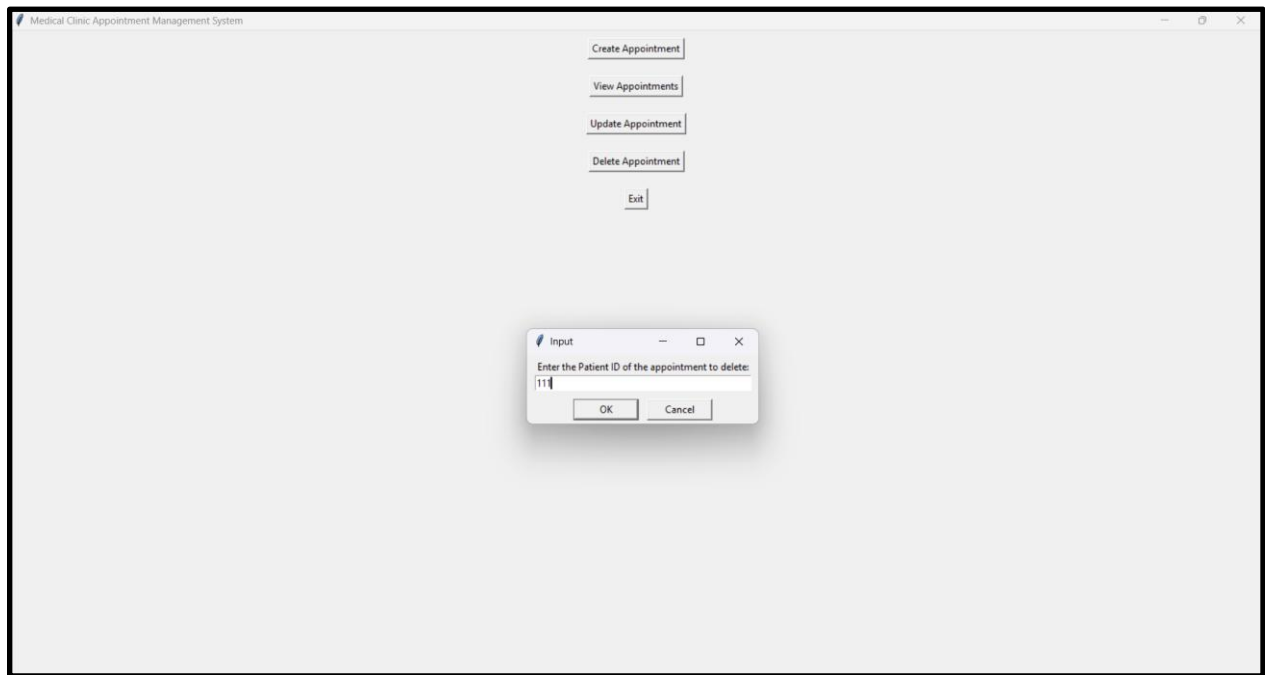 Medical Clinic Appointment Management System
Create Appointment
View Appointments
Update Appointment
Delete Appointment
Exit
Input
Enter the Patient ID of the appointment to delete:
111
OK Cancel